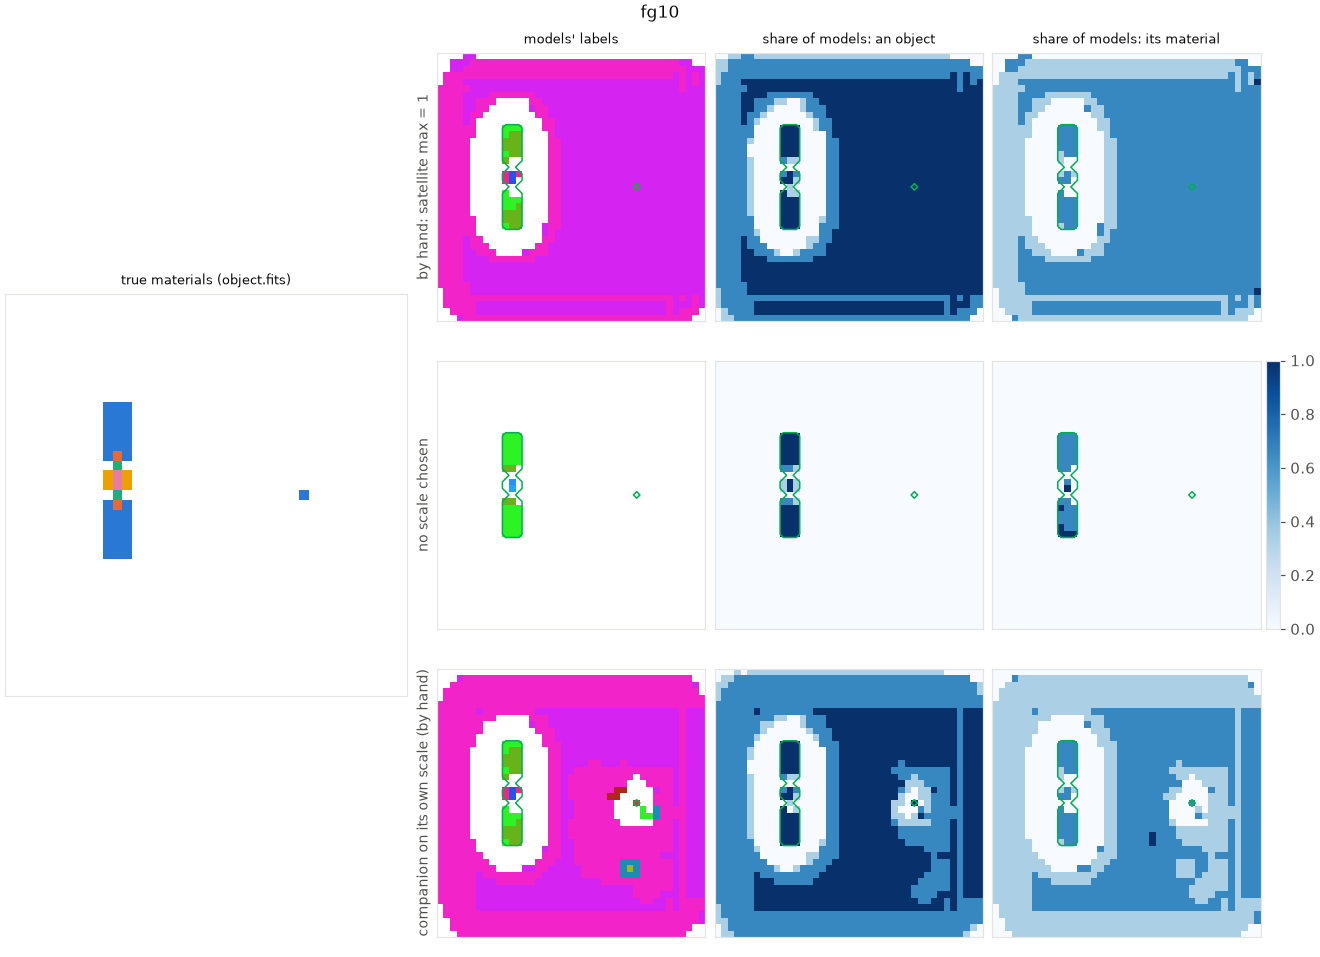 fg10
models' labels
share of models: an object
share of models: its material
by hand: satellite max = 1
true materials (object.fits)
no scale chosen
1.0
0.8
0.6
0.4
0.2
0.0
companion on its own scale (by hand)